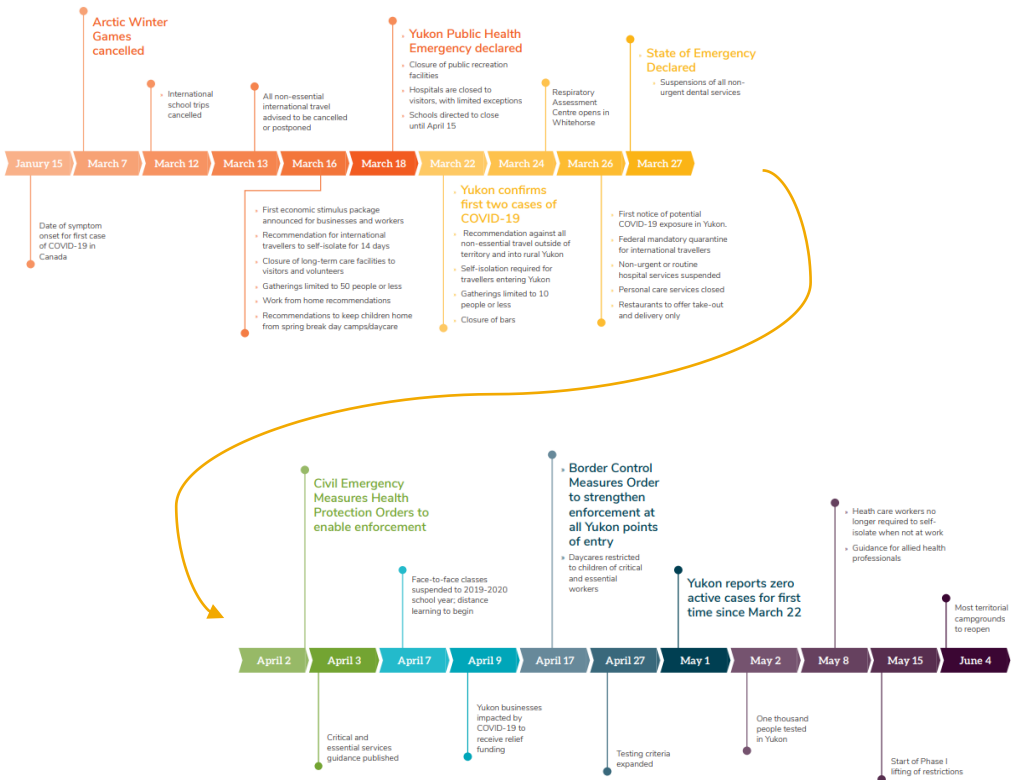 Arctic Winter
Games
cancelled
International
school trips
cancelled
All non-essential
international travel
advised to be cancelled
or postponed
Yukon Public Health
Emergency declared
Closure of public recreation
facilities
Hospitals are closed to
visitors, with limited exceptions
Schools directed to close
until April 15
Respiratory
Assessment
Centre opens in
Whitehorse
State of Emergency
Declared
Suspensions of all non-
urgent dental services
Janury 15
March 7
March 12
March 13
March 16
March 18
March 22
March 24
March 26
March 27
Date of symptom
onset for first case
of COVID-19 in
Canada
First economic stimulus package
announced for businesses and workers
Recommendation for international
travellers to self-isolate for 14 days
Closure of long-term care facilities to
visitors and volunteers
Gatherings limited to 50 people or less
Work from home recommendations
Recommendations to keep children home
from spring break day camps/daycare
Yukon confirms
first two cases of
COVID-19
Recommendation against all
non-essential travel outside of
territory and into rural Yukon
Self-isolation required for
travellers entering Yukon
Gatherings limited to 10
people or less
Closure of bars
First notice of potential
COVID-19 exposure in Yukon.
Federal mandatory quarantine
for international travellers
Non-urgent or routine
hospital services suspended
Personal care services closed
Restaurants to offer take-out
and delivery only
Civil Emergency
Measures Health
Protection Orders to
enable enforcement
Face-to-face classes
suspended to 2019-2020
school year; distance
learning to begin
Border Control
Measures Order
to strengthen
enforcement at
all Yukon points
of entry
Daycares restricted
to children of critical
and essential
workers
Yukon reports zero
active cases for first
time since March 22
Heath care workers no
longer required to self-
isolate when not at work
Guidance for allied health
professionals
Most territorial
campgrounds
to reopen
April 2
April 3
April 7
April 9
April 17
April 27
May 1
May 2
May 8
May 15
June 4
Critical and
essential services
guidance published
Yukon businesses
impacted by
COVID-19 to
receive relief
funding
Testing criteria
expanded
One thousand
people tested
in Yukon
Start of Phase I
lifting of restrictions